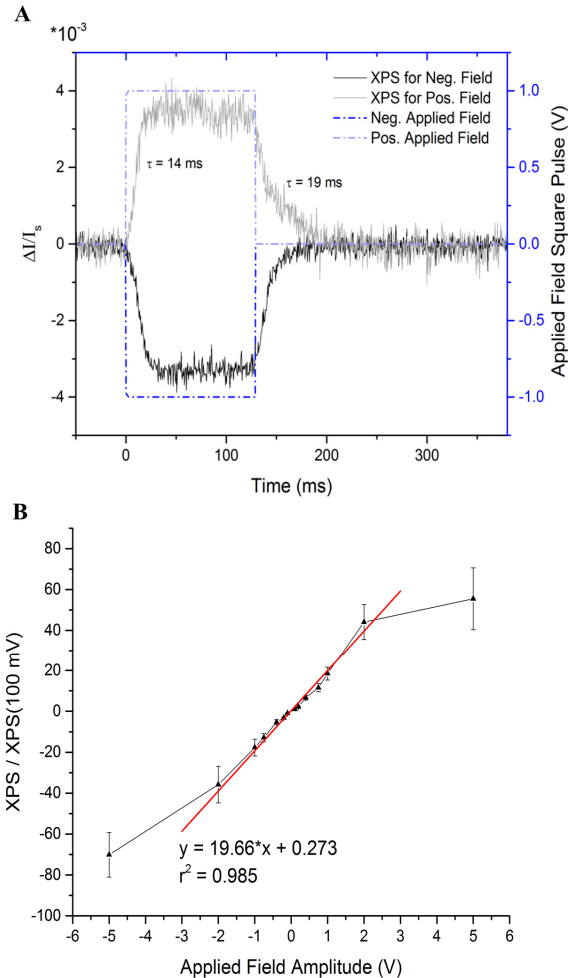 A
*10⁻³
4
2
0
-2
-4
ΔI/Iₛ
1.0
0.5
0.0
-0.5
-1.0
Applied Field Square Pulse (V)
XPS for Neg. Field
XPS for Pos. Field
Neg. Applied Field
Pos. Applied Field
τ = 14 ms
τ = 19 ms
0 100 200 300
Time (ms)
B
80
60
40
20
0
-20
-40
-60
-80
-100
XPS / XPS(100 mV)
y = 19.66*x + 0.273
r² = 0.985
-6 -5 -4 -3 -2 -1 0 1 2 3 4 5 6
Applied Field Amplitude (V)